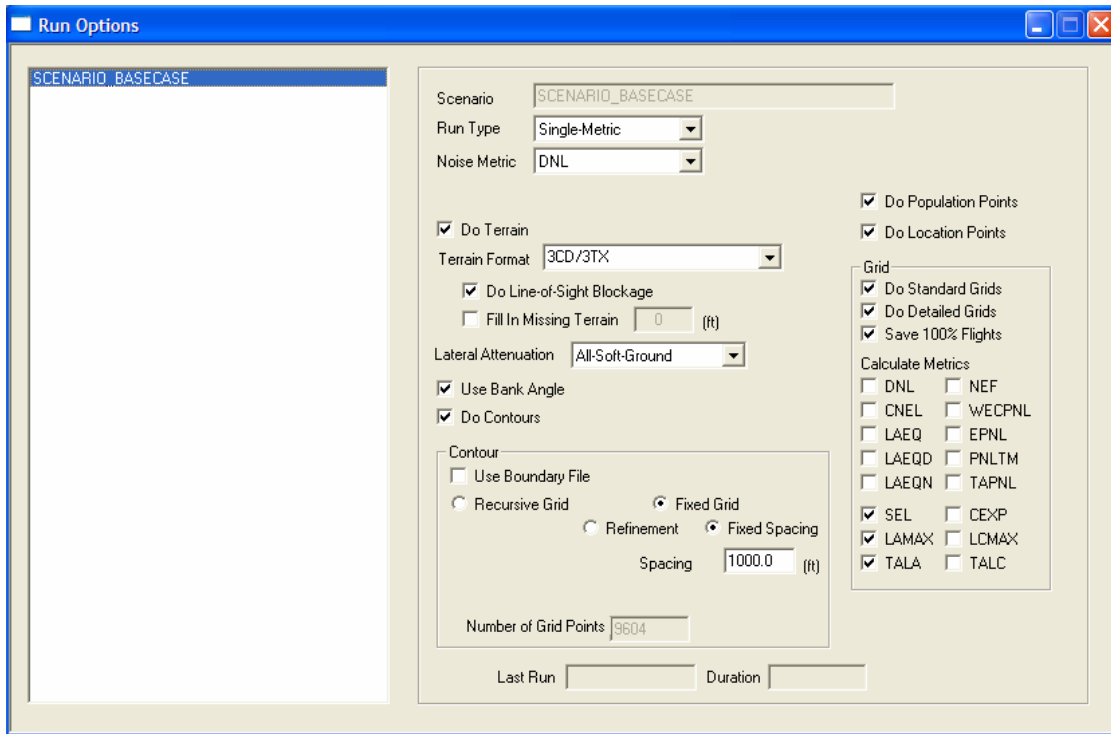 Run Options
SCENARIO_BASECASE
Scenario SCENARIO_BASECASE
Run Type Single-Metric
Noise Metric DNL
Do Terrain
Terrain Format 3CD/3TX
Do Line-of-Sight Blockage
Fill In Missing Terrain 0 (ft)
Lateral Attenuation All-Soft-Ground
Use Bank Angle
Do Contours
Contour
Use Boundary File
Recursive Grid Fixed Grid
Refinement Fixed Spacing
Spacing 1000.0 (ft)
Number of Grid Points 9604
Last Run Duration
Do Population Points
Do Location Points
Grid
Do Standard Grids
Do Detailed Grids
Save 100% Flights
Calculate Metrics
DNL NEF
CNEL WECPNL
LAEQ EPNL
LAEQD PNLTM
LAEQN TAPNL
SEL CEXP
LAMAX LCMAX
TALA TALC